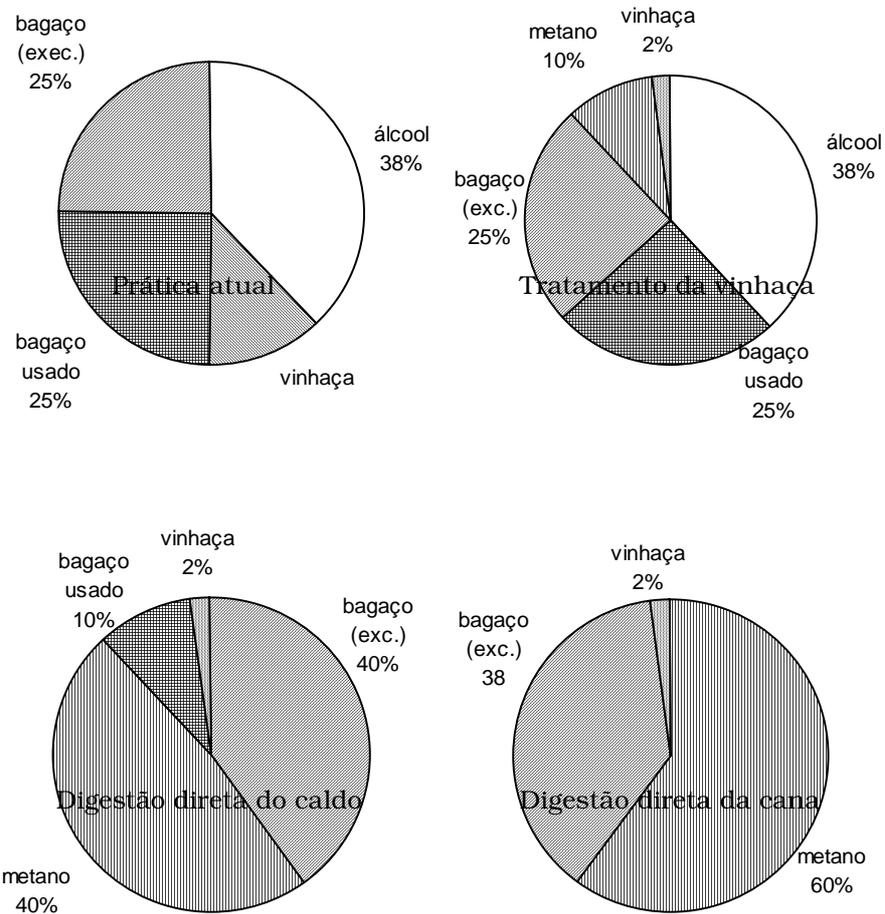 bagaço
(exec.)
25%
álcool
38%
Prática atual
bagaço
usado
25%
vinhaça
vinhaça
2%
metano
10%
álcool
38%
bagaço
(exc.)
25%
Tratamento da vinhaça
bagaço
usado
25%
vinhaça
2%
bagaço
usado
10%
bagaço
(exc.)
40%
Digestão direta do caldo
metano
40%
vinhaça
2%
bagaço
(exc.)
38
Digestão direta da cana
metano
60%